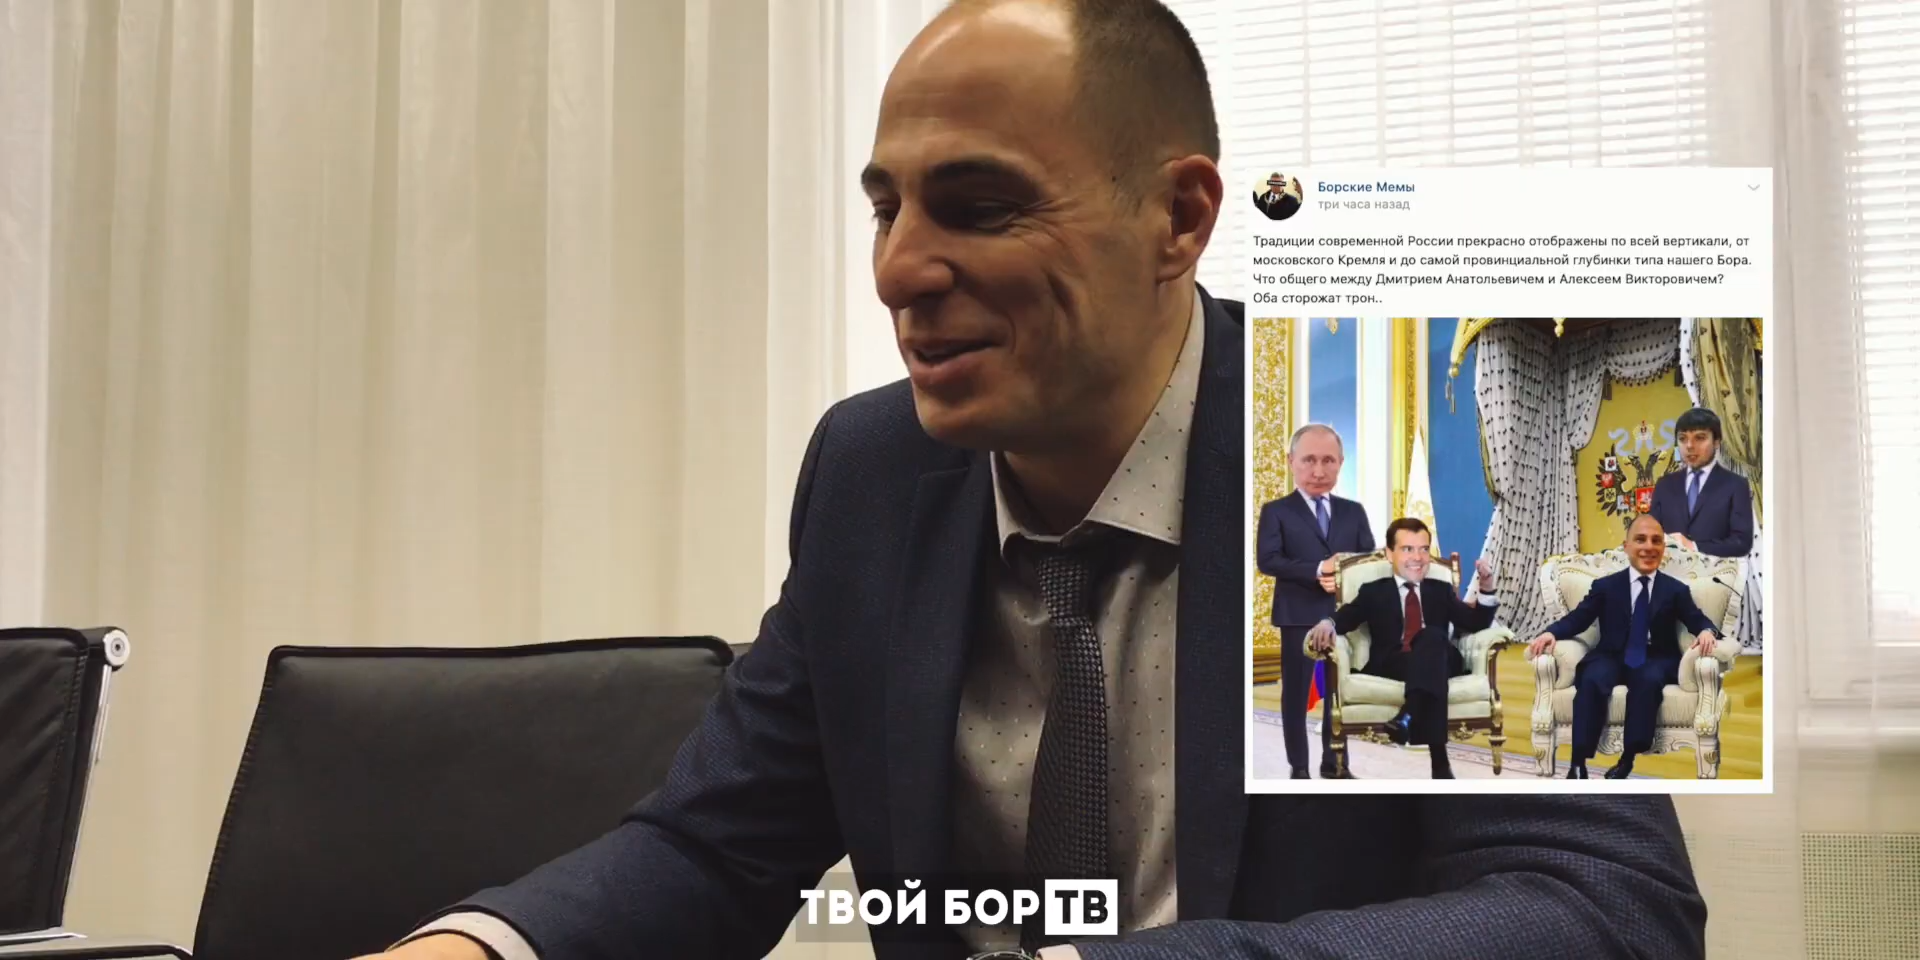 Борские Мемы
три часа назад
Традиции современной России прекрасно отображены по всей вертикали, от
московского Кремля и до самой провинциальной глубинки типа нашего Бора.
Что общего между Дмитрием Анатольевичем и Алексеем Викторовичем?
Оба сторожат трон..
ТВОЙ БОР ТВ